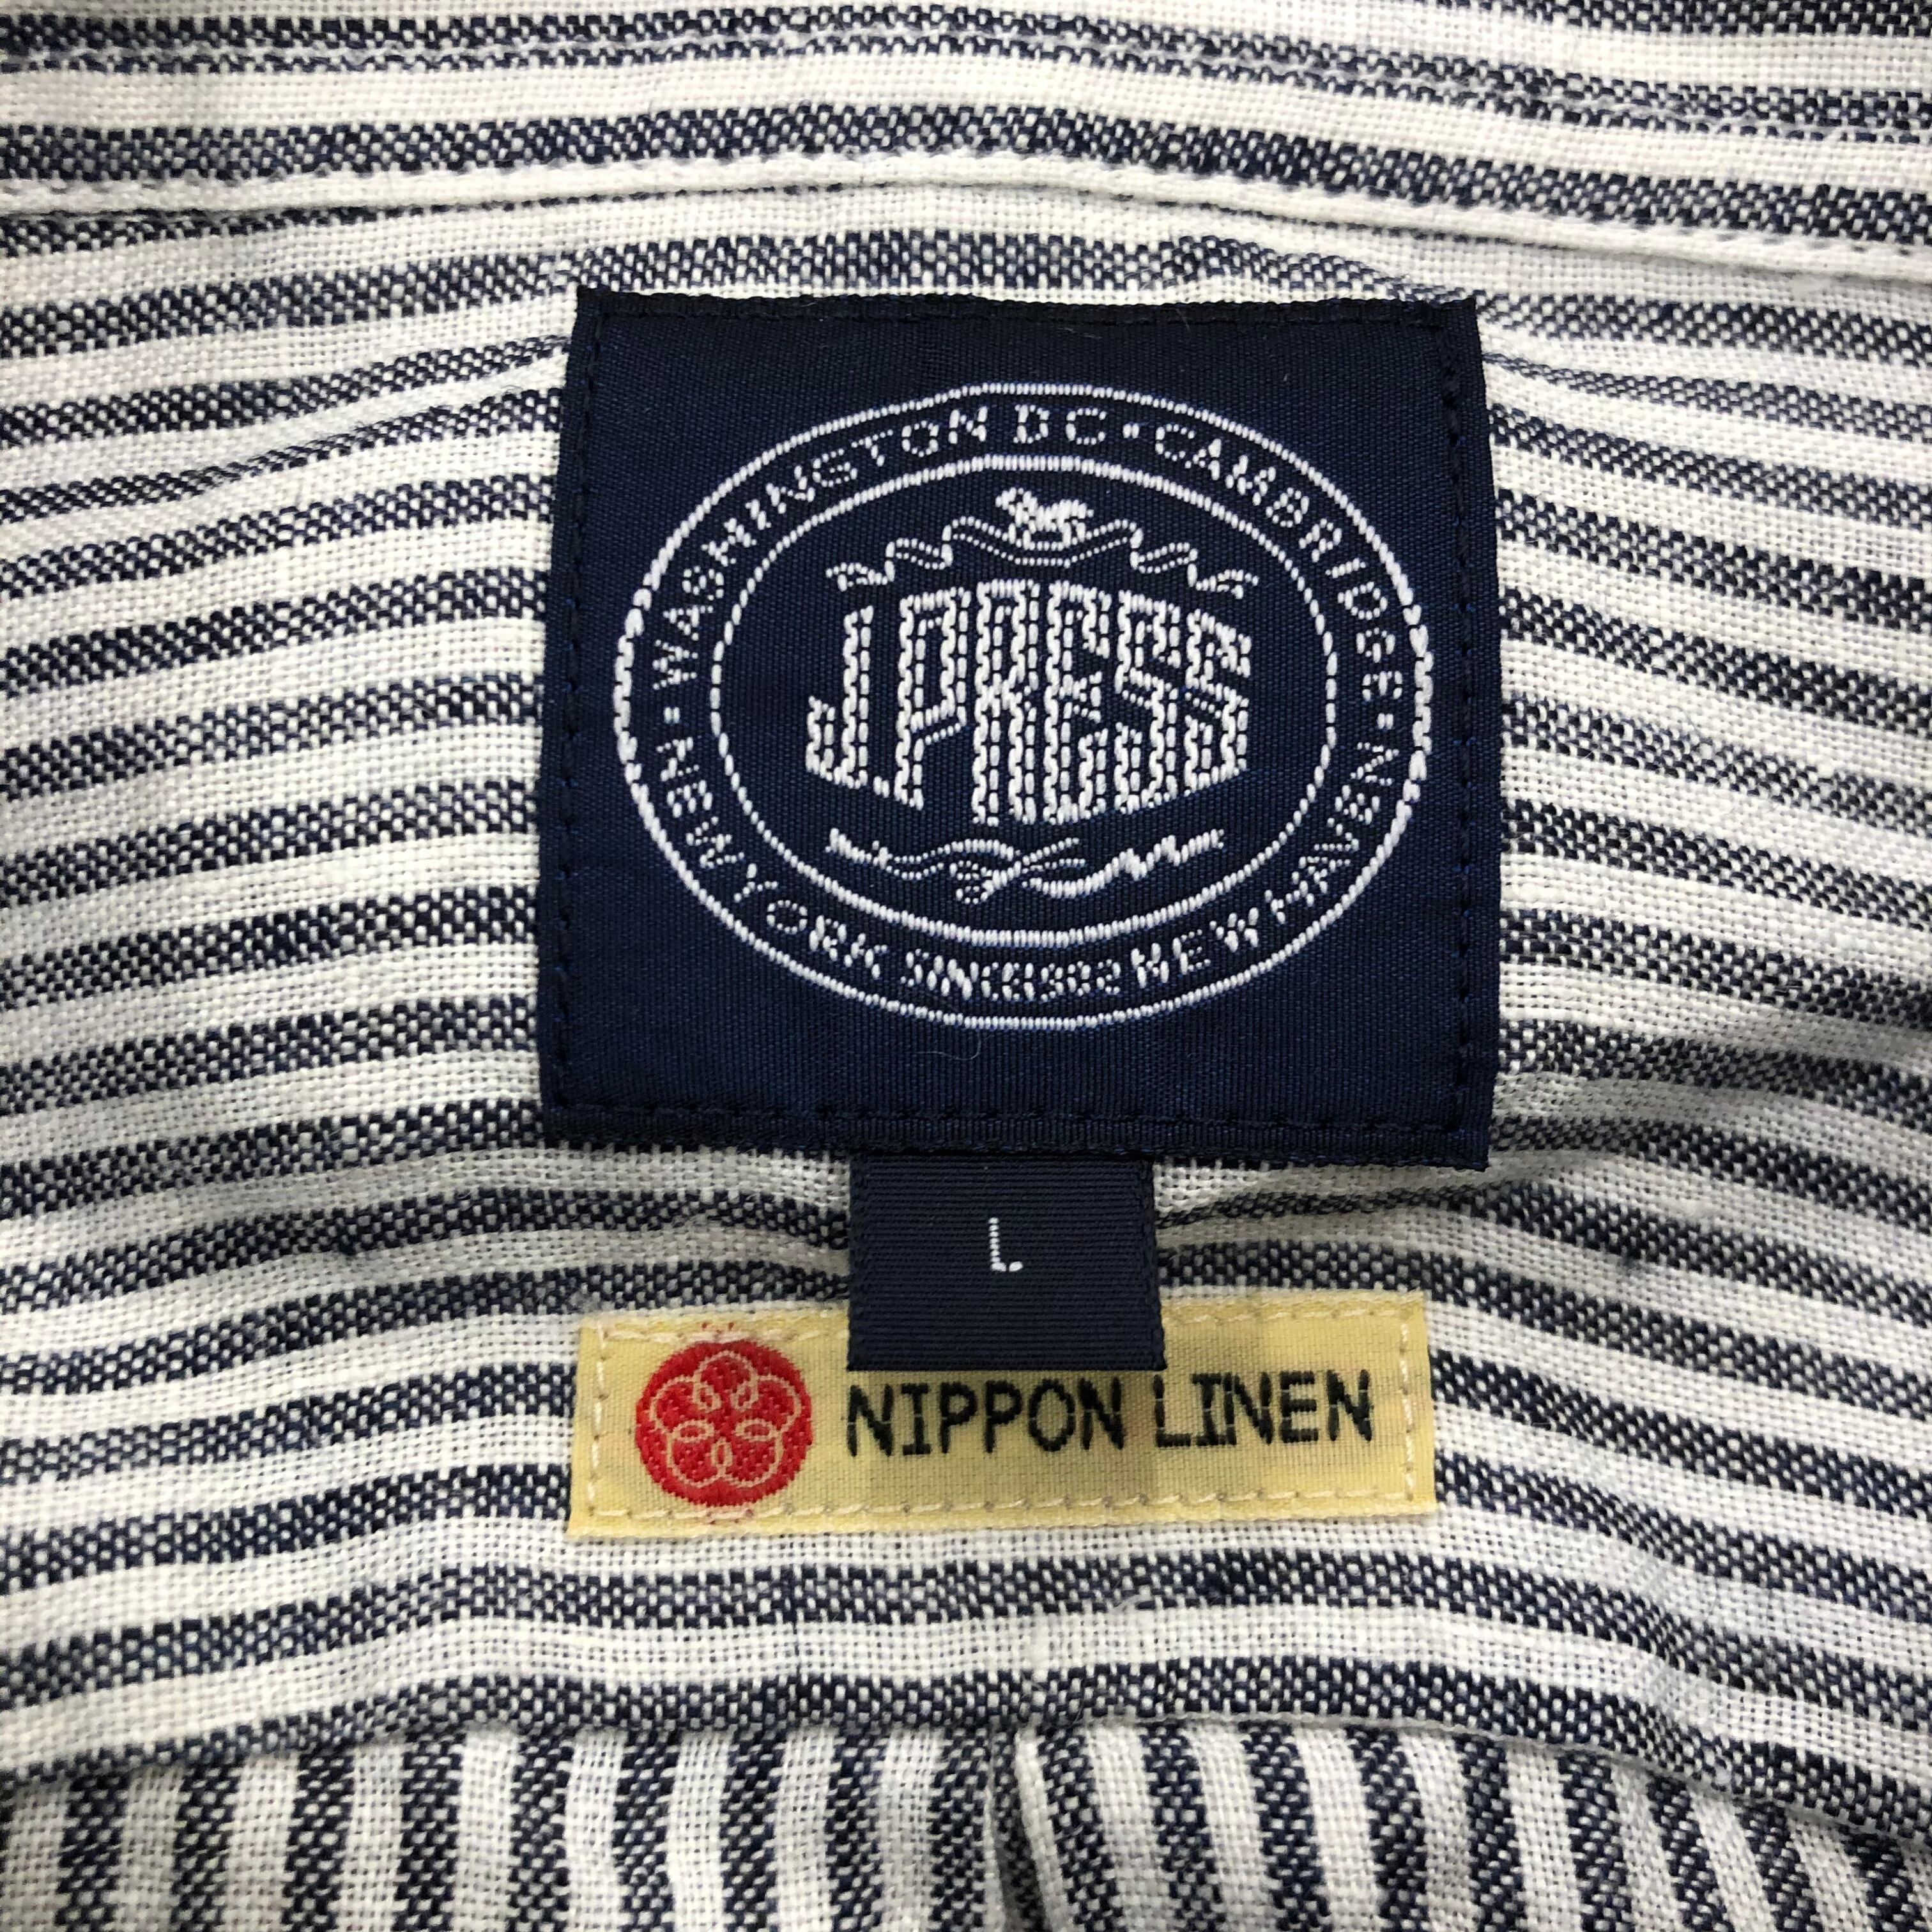 WASHINGTON DC • CAMBRIDGE • NEW HAVEN
J.PRESS
NEW YORK SINCE 1902
L
NIPPON LINEN